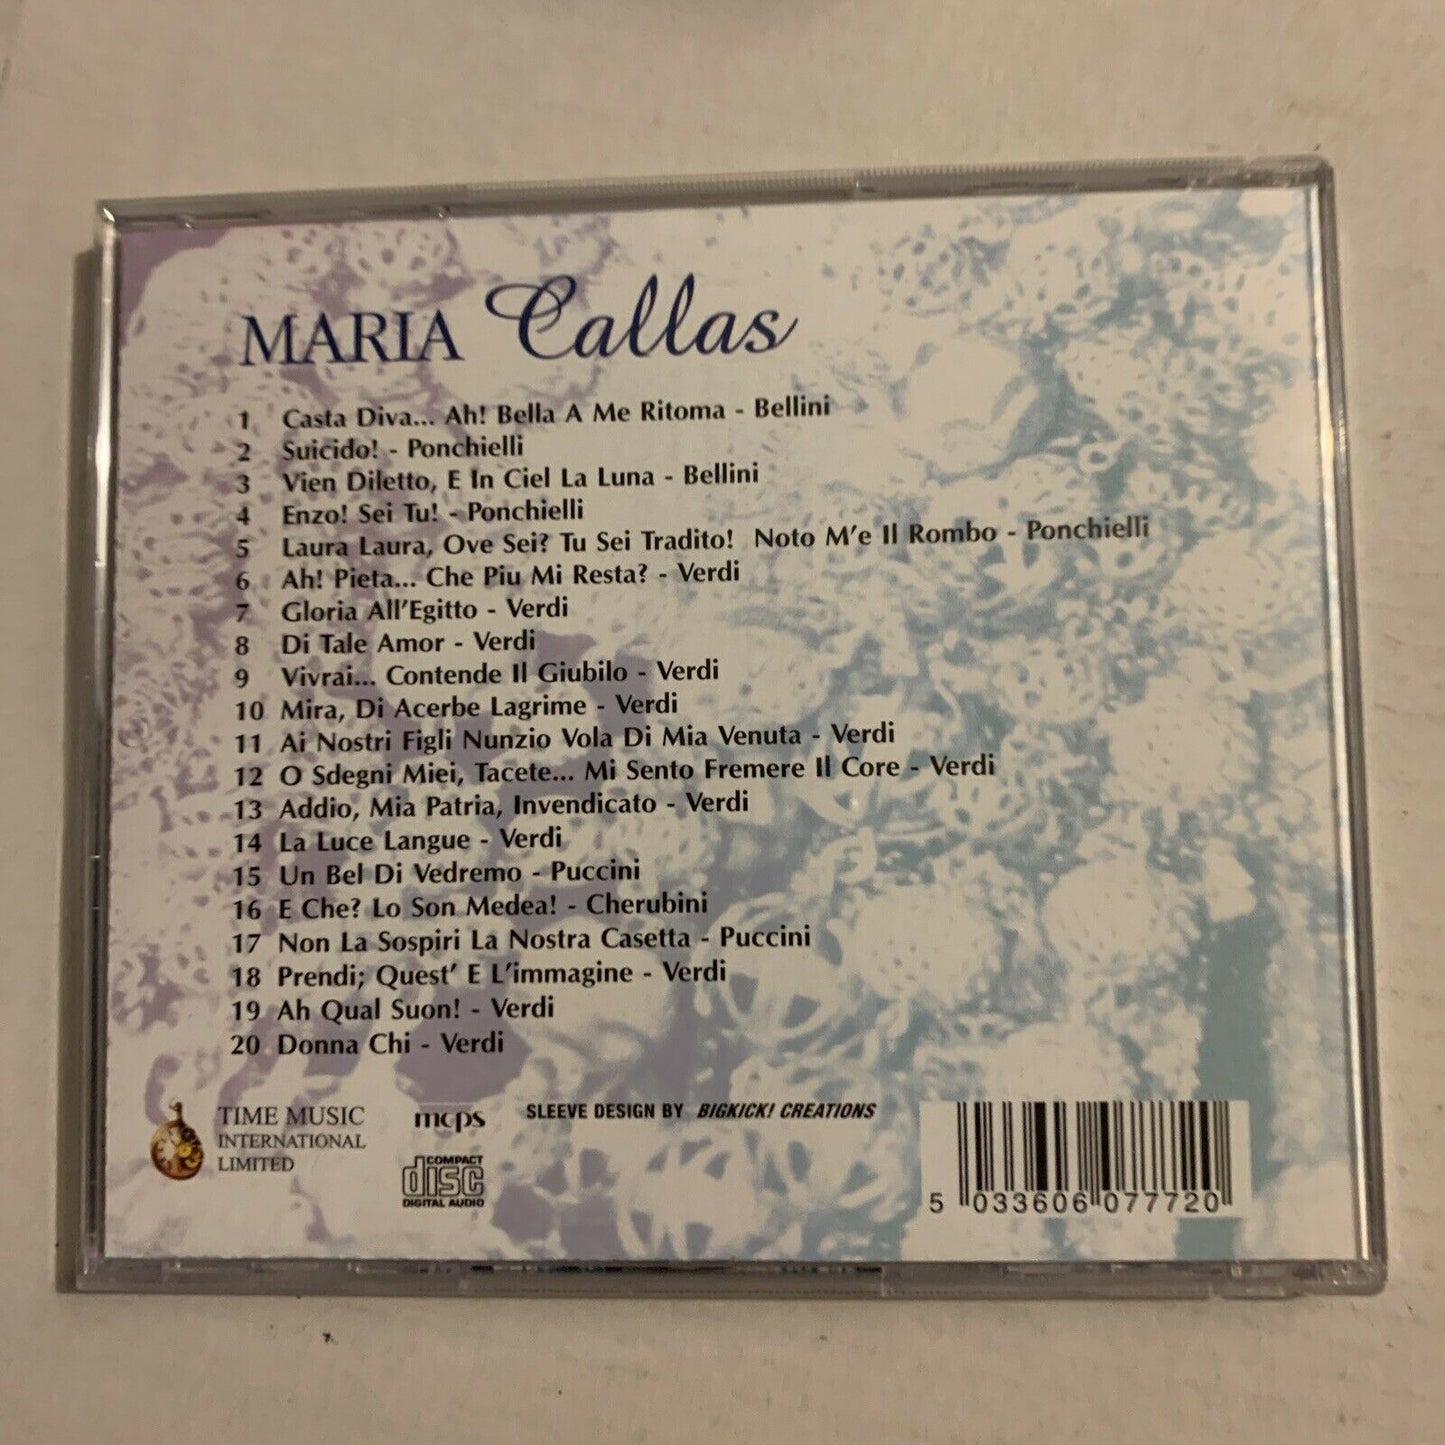 MARIA Callas
1 Casta Diva... Ah! Bella A Me Ritoma - Bellini
2 Suicido! - Ponchielli
3 Vien Diletto, E In Ciel La Luna - Bellini
4 Enzo! Sei Tu! - Ponchielli
5 Laura Laura, Ove Sei? Tu Sei Tradito! Noto M'e Il Rombo - Ponchielli
6 Ah! Pieta... Che Piu Mi Resta? - Verdi
7 Gloria All'Egitto - Verdi
8 Di Tale Amor - Verdi
9 Vivrai... Contende Il Giubilo - Verdi
10 Mira, Di Acerbe Lagrime - Verdi
11 Ai Nostri Figli Nunzio Vola Di Mia Venuta - Verdi
12 O Sdegni Miei, Tacete... Mi Sento Fremere Il Core - Verdi
13 Addio, Mia Patria, Invendicato - Verdi
14 La Luce Langue - Verdi
15 Un Bel Di Vedremo - Puccini
16 E Che? Lo Son Medea! - Cherubini
17 Non La Sospiri La Nostra Casetta - Puccini
18 Prendi; Quest' E L'immagine - Verdi
19 Ah Qual Suon! - Verdi
20 Donna Chi - Verdi
TIME MUSIC
INTERNATIONAL
LIMITED
mcps
COMPACT
disc
DIGITAL AUDIO
SLEEVE DESIGN BY BIGKICK! CREATIONS
5 033606 077720